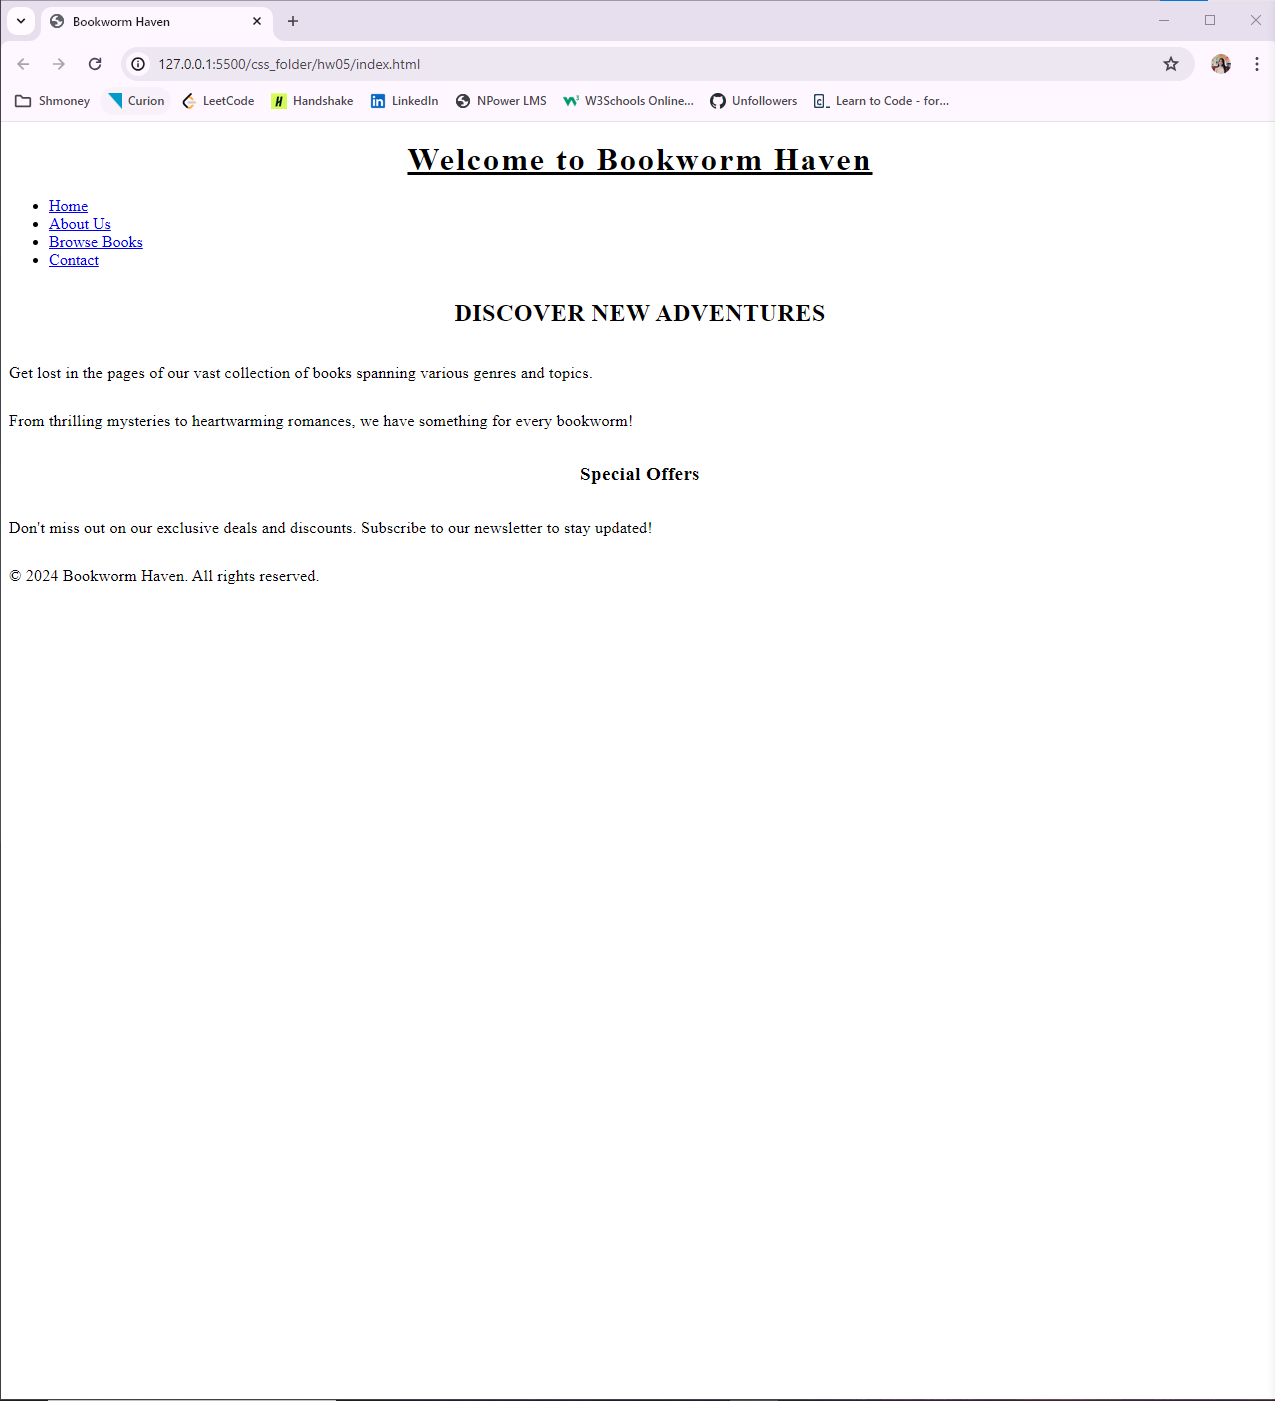 Bookworm Haven
127.0.0.1:5500/css_folder/hw05/index.html
Shmoney Curion LeetCode Handshake LinkedIn NPower LMS W3Schools Online... Unfollowers Learn to Code - for...
Welcome to Bookworm Haven
Home
About Us
Browse Books
Contact
DISCOVER NEW ADVENTURES
Get lost in the pages of our vast collection of books spanning various genres and topics.
From thrilling mysteries to heartwarming romances, we have something for every bookworm!
Special Offers
Don't miss out on our exclusive deals and discounts. Subscribe to our newsletter to stay updated!
© 2024 Bookworm Haven. All rights reserved.